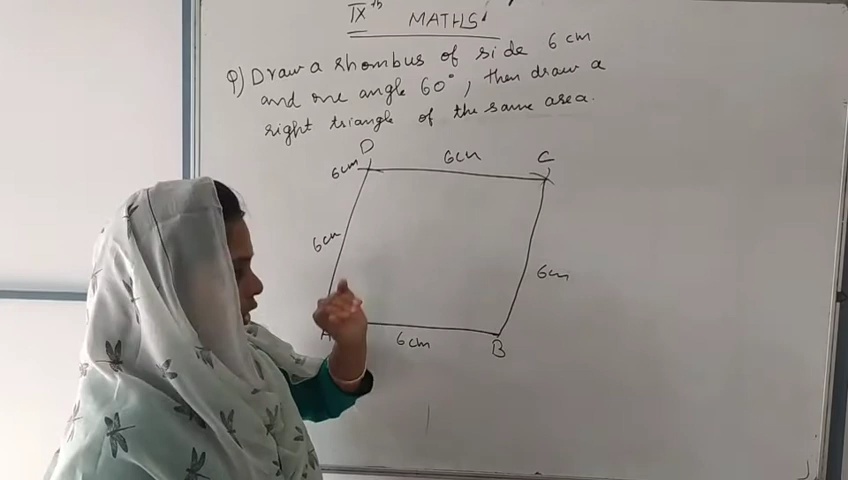 IXth MATHS
Q) Draw a rhombus of side 6 cm
and one angle 60°, then draw a
right triangle of the same area.
D
6cm
6cm
C
6cm
6cm
A
6cm
B